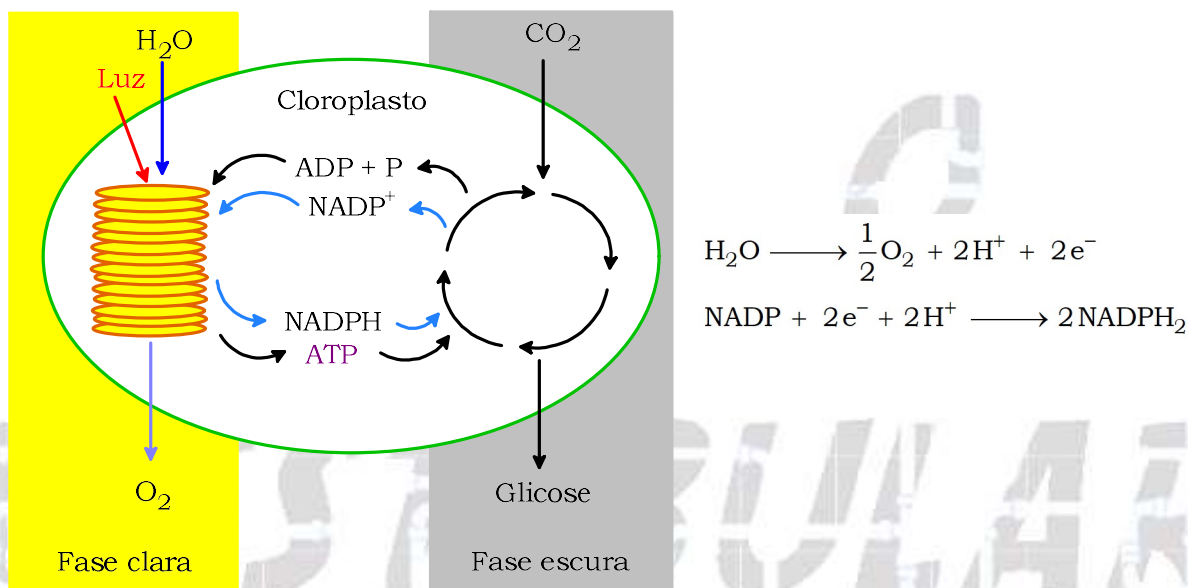 H₂O
Luz
Cloroplasto
CO₂
ADP + P
NADP⁺
NADPH
ATP
O₂
Glicose
Fase clara
Fase escura
H₂O ⟶ 1/2 O₂ + 2H⁺ + 2e⁻
NADP + 2e⁻ + 2H⁺ ⟶ 2NADPH₂